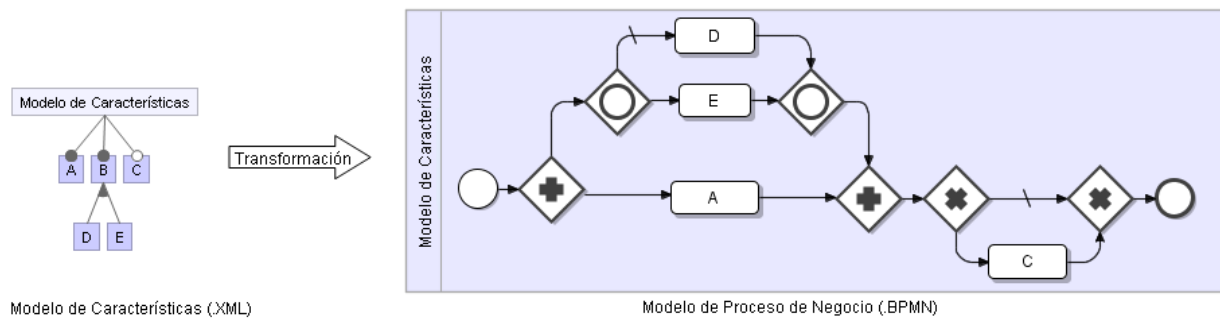 Modelo de Características
A B C
D E
Modelo de Características (.XML)
Transformación
Modelo de Características
D
E
A
C
Modelo de Proceso de Negocio (.BPMN)